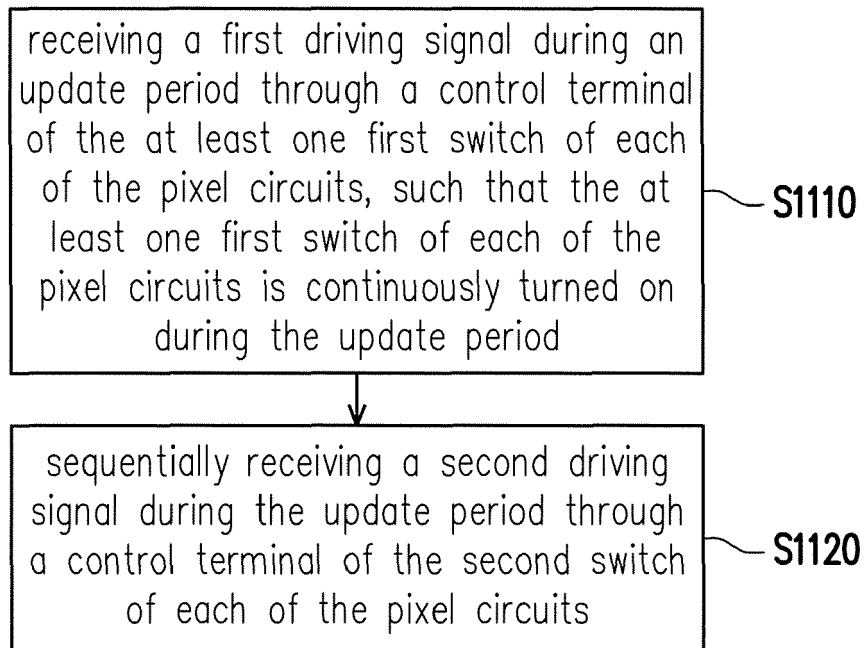 receiving a first driving signal during an
update period through a control terminal
of the at least one first switch of each
of the pixel circuits, such that the at
least one first switch of each of the
pixel circuits is continuously turned on
during the update period
S1110
sequentially receiving a second driving
signal during the update period through
a control terminal of the second switch
of each of the pixel circuits
S1120